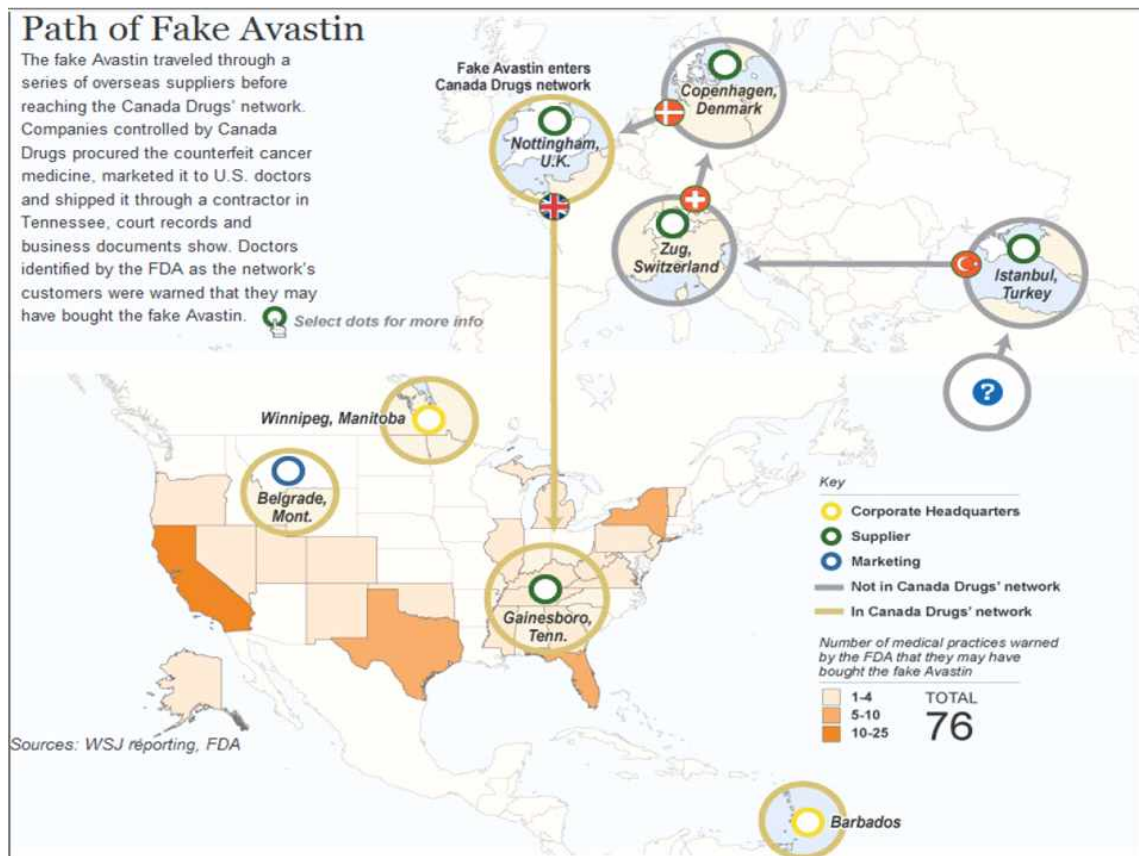 Path of Fake Avastin
The fake Avastin traveled through a
series of overseas suppliers before
reaching the Canada Drugs' network.
Companies controlled by Canada
Drugs procured the counterfeit cancer
medicine, marketed it to U.S. doctors
and shipped it through a contractor in
Tennessee, court records and
business documents show. Doctors
identified by the FDA as the network's
customers were warned that they may
have bought the fake Avastin.
Select dots for more info
Fake Avastin enters
Canada Drugs network
Nottingham,
U.K.
Copenhagen,
Denmark
Zug,
Switzerland
Istanbul,
Turkey
?
Winnipeg, Manitoba
Belgrade,
Mont.
Gainesboro,
Tenn.
Key
Corporate Headquarters
Supplier
Marketing
Not in Canada Drugs' network
In Canada Drugs' network
Number of medical practices warned
by the FDA that they may have
bought the fake Avastin
1-4
5-10
10-25
TOTAL
76
Sources: WSJ reporting, FDA
Barbados